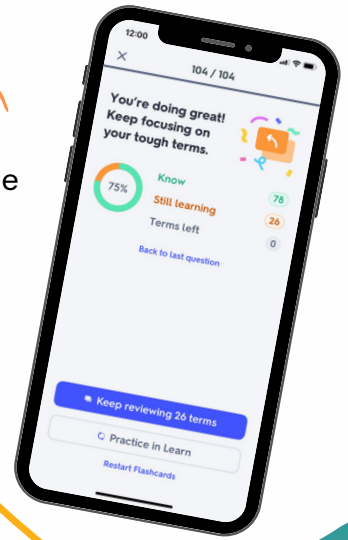 12:00
104 / 104
You're doing great!
Keep focusing on
your tough terms.
e
75%
Know 78
Still learning 26
Terms left 0
Back to last question
Keep reviewing 26 terms
Practice in Learn
Restart Flashcards